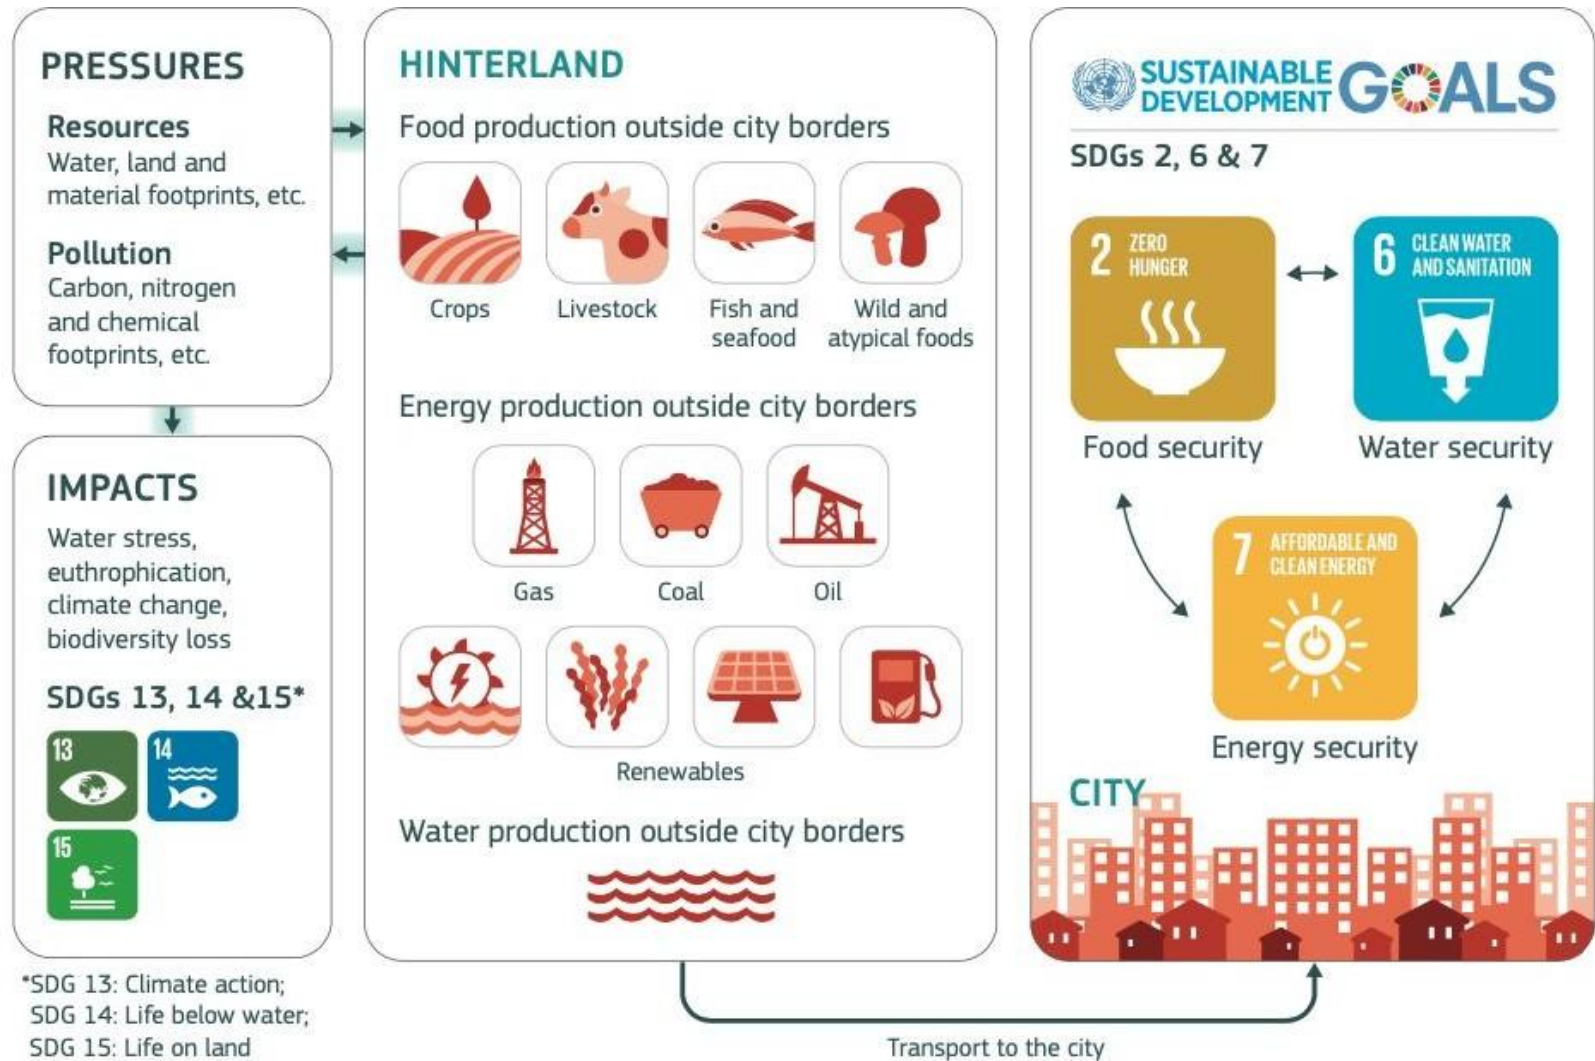 PRESSURES
Resources
Water, land and
material footprints, etc.
Pollution
Carbon, nitrogen
and chemical
footprints, etc.
IMPACTS
Water stress,
euthrophication,
climate change,
biodiversity loss
SDGs 13, 14 &15*
13
14
15
*SDG 13: Climate action;
SDG 14: Life below water;
SDG 15: Life on land
HINTERLAND
Food production outside city borders
Crops
Livestock
Fish and
seafood
Wild and
atypical foods
Energy production outside city borders
Gas
Coal
Oil
Renewables
Water production outside city borders
Transport to the city
SUSTAINABLE
DEVELOPMENT
GOALS
SDGs 2, 6 & 7
2 ZERO
HUNGER
Food security
6 CLEAN WATER
AND SANITATION
Water security
7 AFFORDABLE AND
CLEAN ENERGY
Energy security
CITY